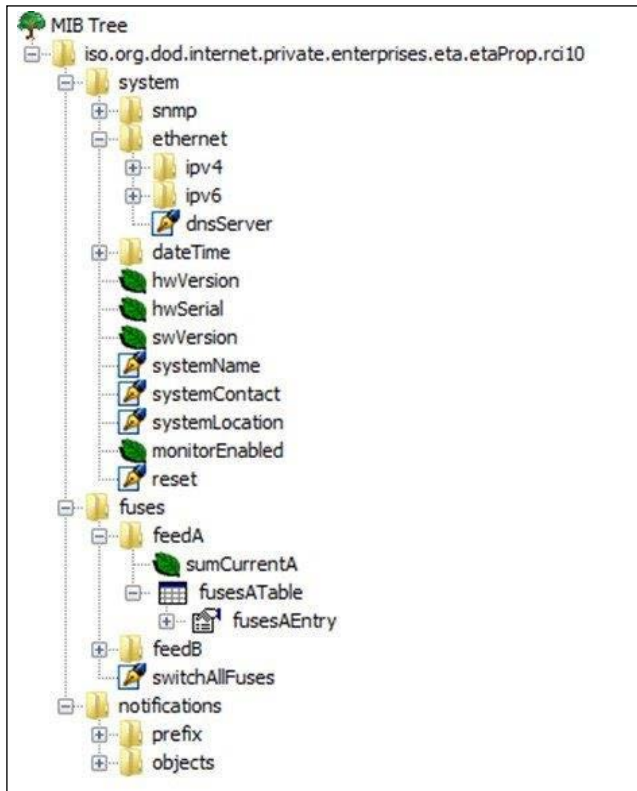 MIB Tree
iso.org.dod.internet.private.enterprises.eta.etaProp.rci10
system
snmp
ethernet
ipv4
ipv6
dnsServer
dateTime
hwVersion
hwSerial
swVersion
systemName
systemContact
systemLocation
monitorEnabled
reset
fuses
feedA
sumCurrentA
fusesATable
fusesAEntry
feedB
switchAllFuses
notifications
prefix
objects